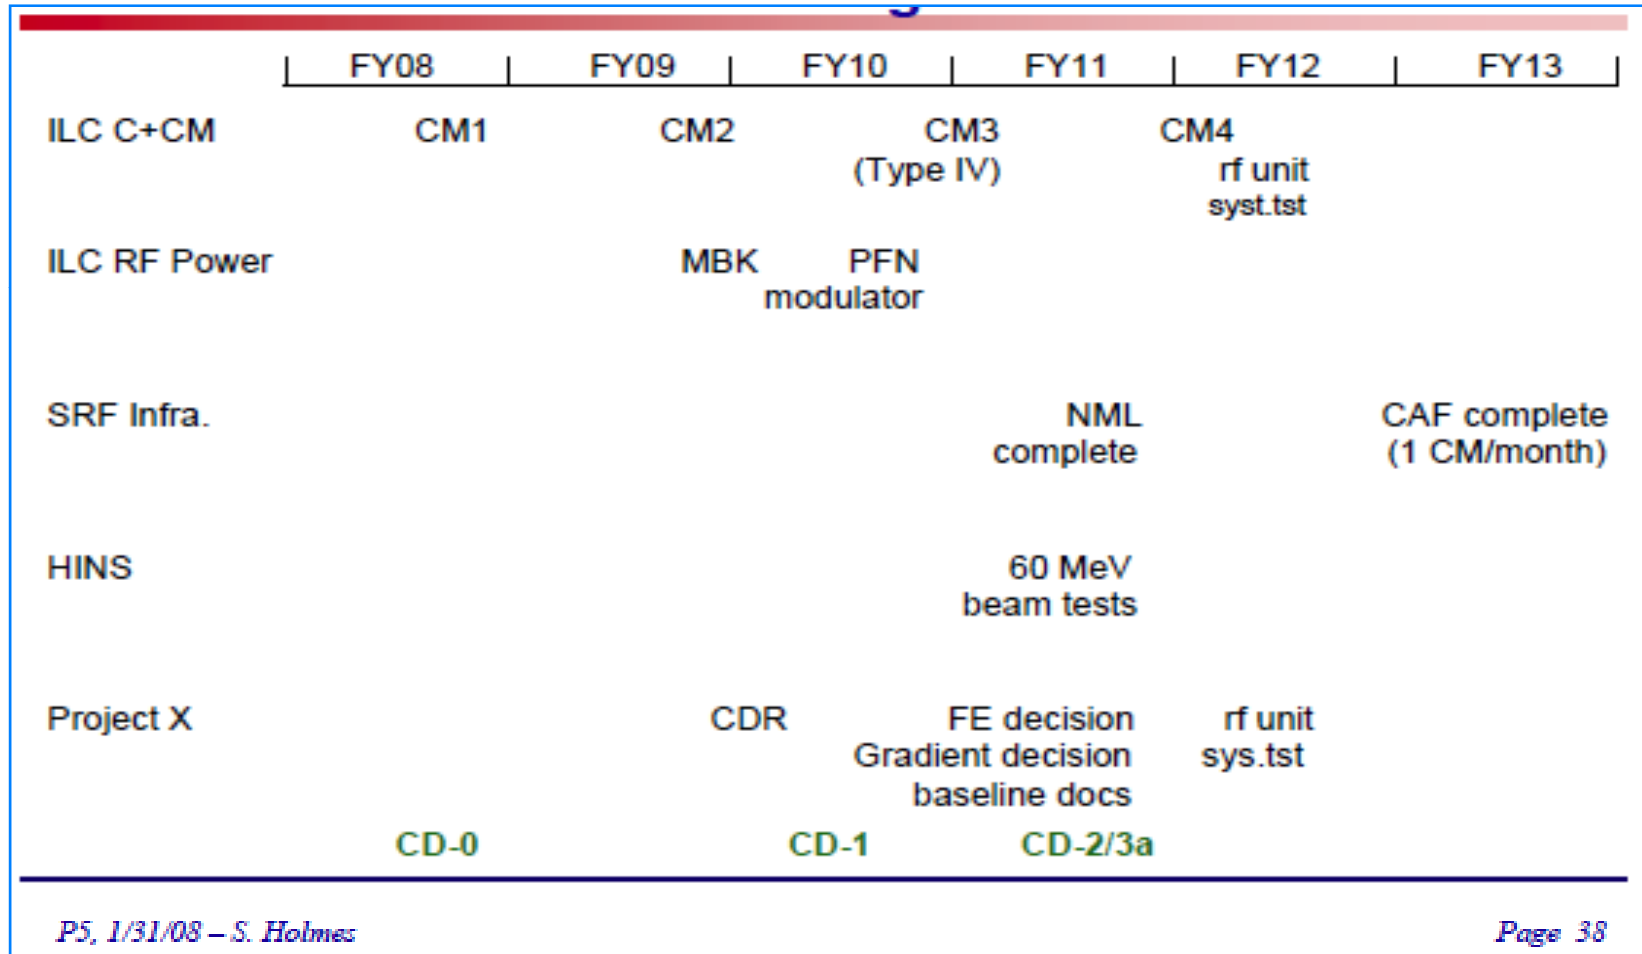 FY08 FY09 FY10 FY11 FY12 FY13
ILC C+CM CM1 CM2 CM3 CM4
(Type IV) rf unit
syst.tst
ILC RF Power MBK PFN
modulator
SRF Infra. NML CAF complete
complete (1 CM/month)
HINS 60 MeV
beam tests
Project X CDR FE decision rf unit
Gradient decision sys.tst
baseline docs
CD-0 CD-1 CD-2/3a
P5, 1/31/08 – S. Holmes Page 38